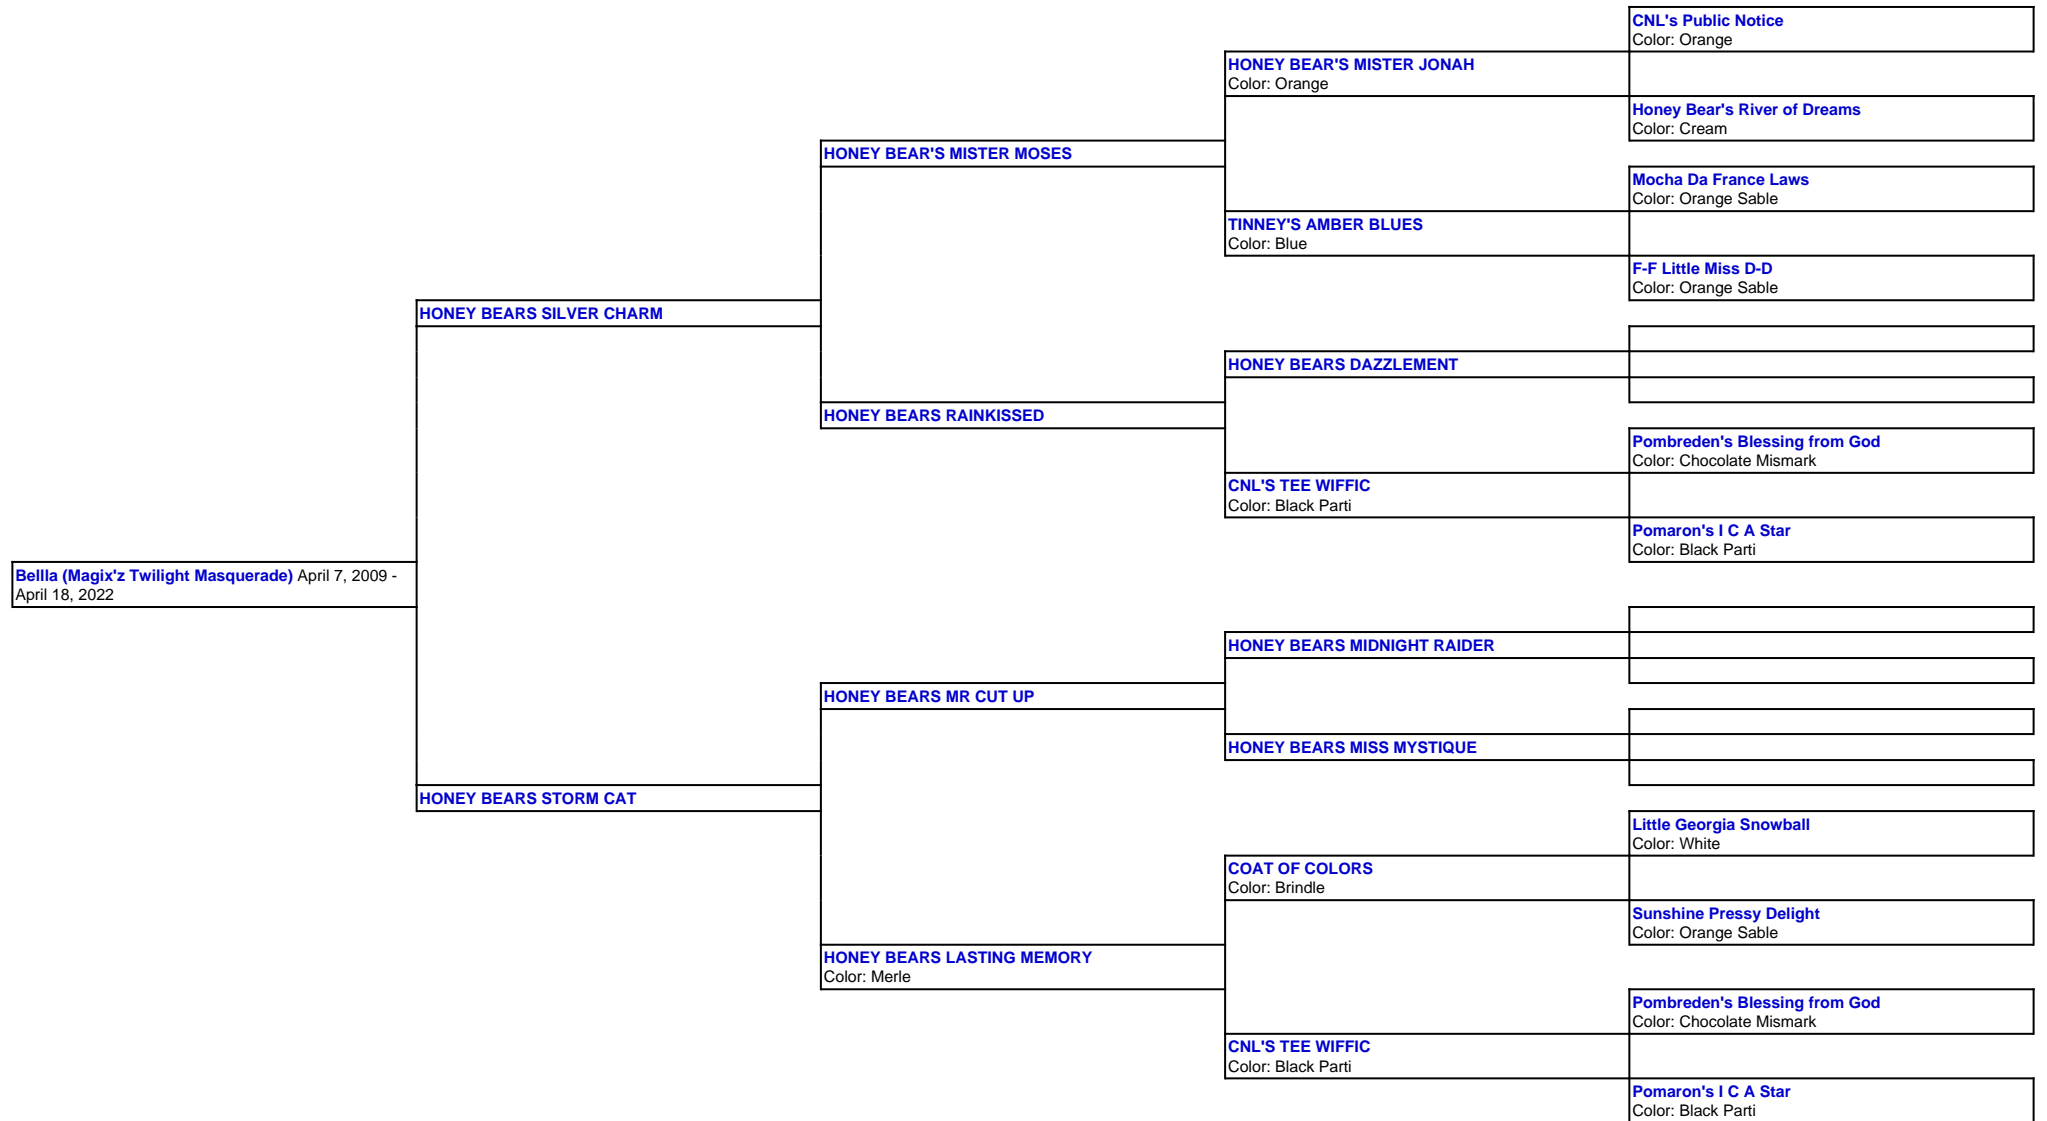 CNL's Public Notice
Color: Orange
HONEY BEAR'S MISTER JONAH
Color: Orange
Honey Bear's River of Dreams
Color: Cream
HONEY BEAR'S MISTER MOSES
Mocha Da France Laws
Color: Orange Sable
TINNEY'S AMBER BLUES
Color: Blue
F-F Little Miss D-D
Color: Orange Sable
HONEY BEARS SILVER CHARM
HONEY BEARS DAZZLEMENT
HONEY BEARS RAINKISSED
Pombreden's Blessing from God
Color: Chocolate Mismark
CNL'S TEE WIFFIC
Color: Black Parti
Pomaron's I C A Star
Color: Black Parti
Bellla (Magix'z Twilight Masquerade) April 7, 2009 -
April 18, 2022
HONEY BEARS MIDNIGHT RAIDER
HONEY BEARS MR CUT UP
HONEY BEARS MISS MYSTIQUE
HONEY BEARS STORM CAT
Little Georgia Snowball
Color: White
COAT OF COLORS
Color: Brindle
Sunshine Pressy Delight
Color: Orange Sable
HONEY BEARS LASTING MEMORY
Color: Merle
Pombreden's Blessing from God
Color: Chocolate Mismark
CNL'S TEE WIFFIC
Color: Black Parti
Pomaron's I C A Star
Color: Black Parti